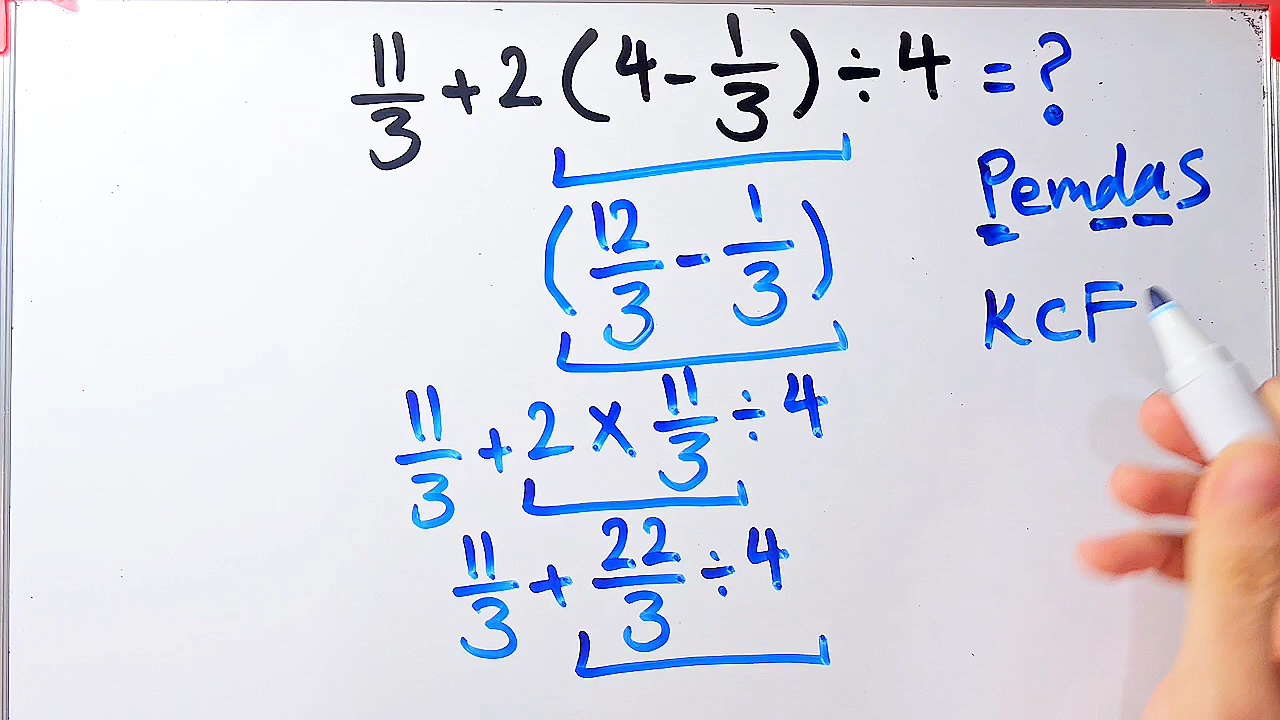 11/3 + 2 ( 4 - 1/3 ) ÷ 4 = ?
Pemdas
( 12/3 - 1/3 )
KCF
11/3 + 2 × 11/3 ÷ 4
11/3 + 22/3 ÷ 4